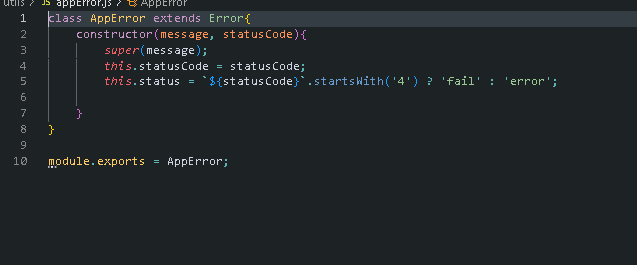 utils > JS appError.js > AppError
1 class AppError extends Error{
2 constructor(message, statusCode){
3 super(message);
4 this.statusCode = statusCode;
5 this.status = `${statusCode}`.startsWith('4') ? 'fail' : 'error';
6
7 }
8 }
9
10 module.exports = AppError;